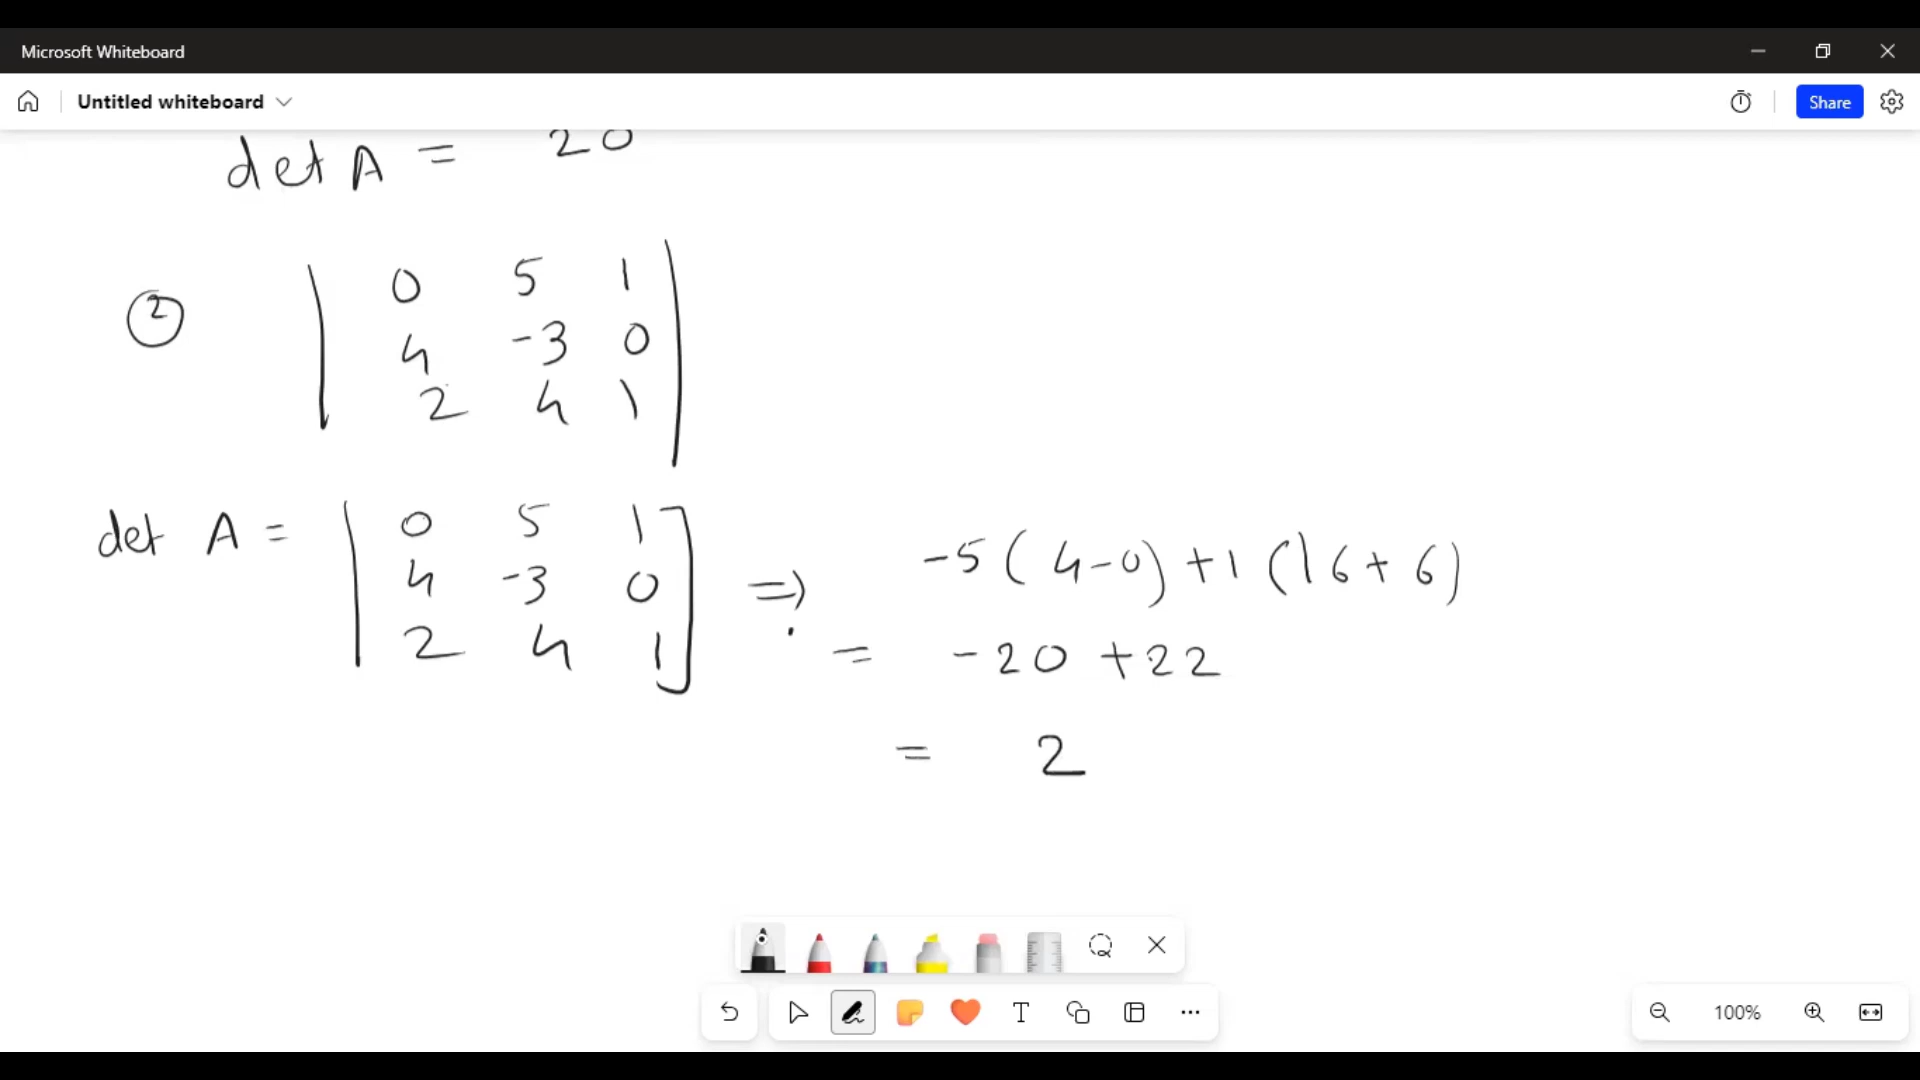 Microsoft Whiteboard
Untitled whiteboard
Share
det A = 20
2
0 5 1
4 -3 0
2 4 1
det A =
0 5 1
4 -3 0
2 4 1
=> -5(4-0)+1(16+6)
= -20+22
= 2
T
100%